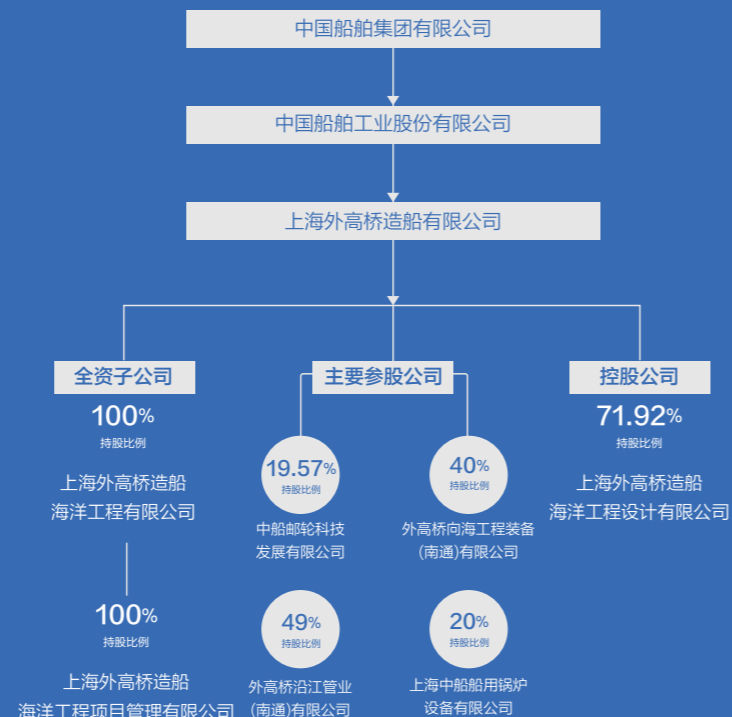 中国船舶集团有限公司
中国船舶工业股份有限公司
上海外高桥造船有限公司
全资子公司
100%
持股比例
上海外高桥造船
海洋工程有限公司
100%
持股比例
上海外高桥造船
海洋工程项目管理有限公司
主要参股公司
19.57%
持股比例
中船邮轮科技
发展有限公司
40%
持股比例
外高桥向海工程装备
(南通)有限公司
49%
持股比例
外高桥沿江管业
(南通)有限公司
20%
持股比例
上海中船船用锅炉
设备有限公司
控股公司
71.92%
持股比例
上海外高桥造船
海洋工程设计有限公司